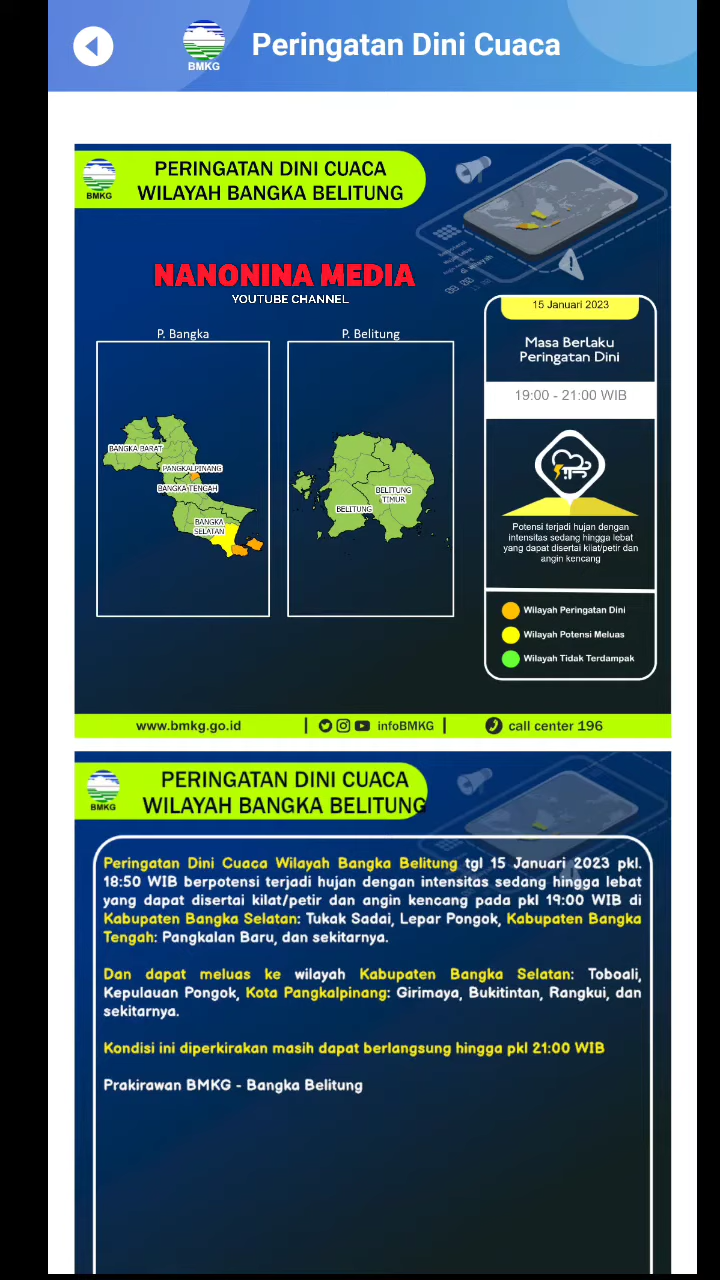 BMKG
Peringatan Dini Cuaca
BMKG
PERINGATAN DINI CUACA
WILAYAH BANGKA BELITUNG
NANONINA MEDIA
YOUTUBE CHANNEL
P. Bangka
P. Belitung
BANGKA BARAT
PANGKALPINANG
BANGKA TENGAH
BANGKA
SELATAN
BELITUNG
TIMUR
BELITUNG
15 Januari 2023
Masa Berlaku
Peringatan Dini
19:00 - 21:00 WIB
Potensi terjadi hujan dengan
intensitas sedang hingga lebat
yang dapat disertai kilat/petir dan
angin kencang
Wilayah Peringatan Dini
Wilayah Potensi Meluas
Wilayah Tidak Terdampak
www.bmkg.go.id
infoBMKG
call center 196
BMKG
PERINGATAN DINI CUACA
WILAYAH BANGKA BELITUNG
Peringatan Dini Cuaca Wilayah Bangka Belitung tgl 15 Januari 2023 pkl.
18:50 WIB berpotensi terjadi hujan dengan intensitas sedang hingga lebat
yang dapat disertai kilat/petir dan angin kencang pada pkl 19:00 WIB di
Kabupaten Bangka Selatan: Tukak Sadai, Lepar Pongok, Kabupaten Bangka
Tengah: Pangkalan Baru, dan sekitarnya.
Dan dapat meluas ke wilayah Kabupaten Bangka Selatan: Toboali,
Kepulauan Pongok, Kota Pangkalpinang: Girimaya, Bukitintan, Rangkui, dan
sekitarnya.
Kondisi ini diperkirakan masih dapat berlangsung hingga pkl 21:00 WIB
Prakirawan BMKG - Bangka Belitung